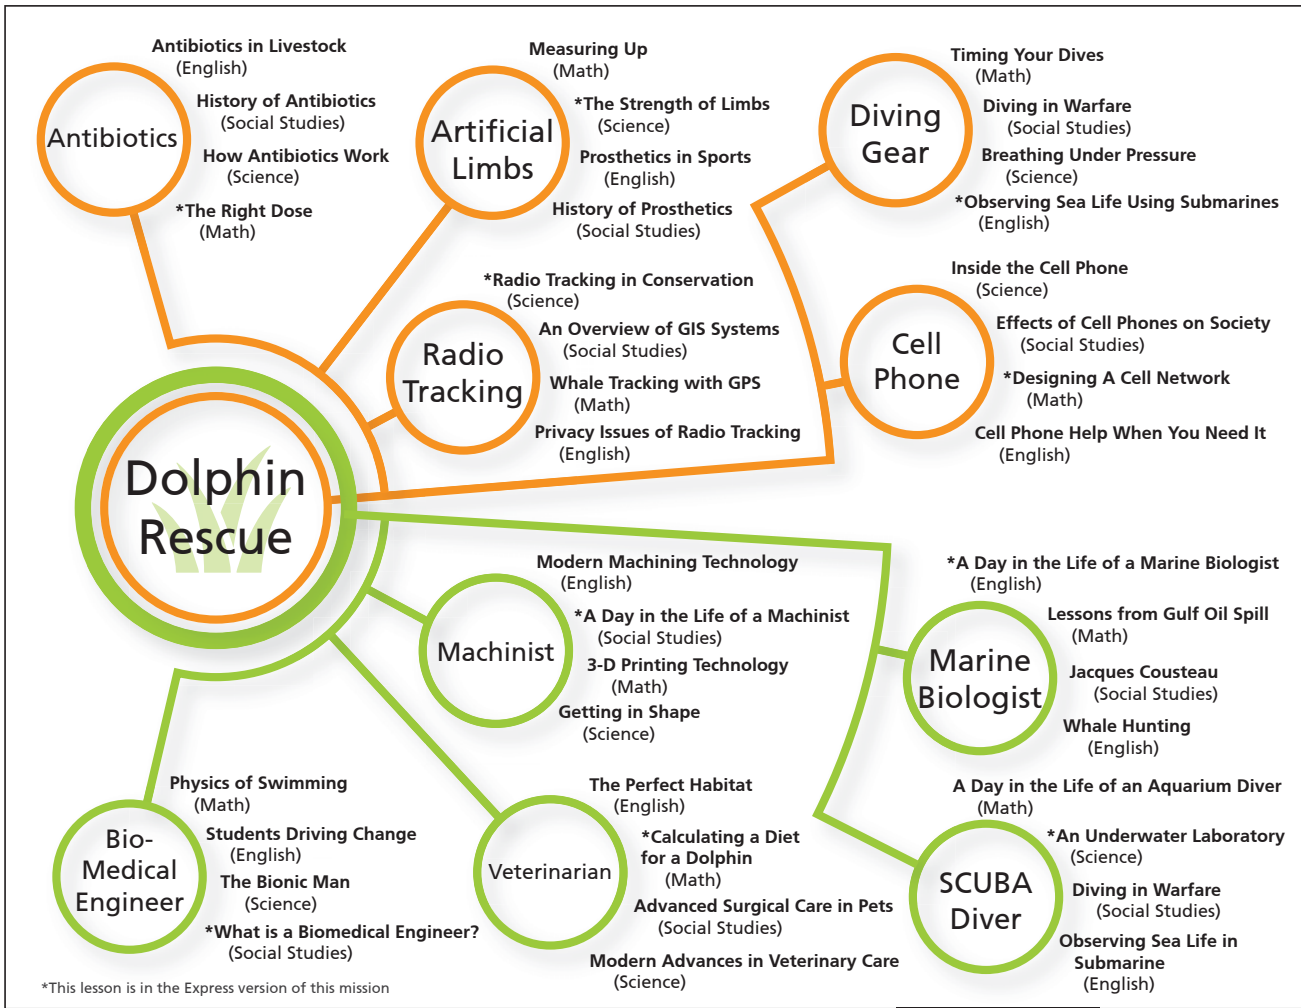 Antibiotics in Livestock
(English)
History of Antibiotics
(Social Studies)
Antibiotics
How Antibiotics Work
(Science)
*The Right Dose
(Math)
Measuring Up
(Math)
*The Strength of Limbs
(Science)
Artificial
Limbs
Prosthetics in Sports
(English)
History of Prosthetics
(Social Studies)
Timing Your Dives
(Math)
Diving in Warfare
(Social Studies)
Diving
Gear
Breathing Under Pressure
(Science)
*Observing Sea Life Using Submarines
(English)
*Radio Tracking in Conservation
(Science)
An Overview of GIS Systems
(Social Studies)
Radio
Tracking
Whale Tracking with GPS
(Math)
Privacy Issues of Radio Tracking
(English)
Inside the Cell Phone
(Science)
Effects of Cell Phones on Society
(Social Studies)
Cell
Phone
*Designing A Cell Network
(Math)
Cell Phone Help When You Need It
(English)
Dolphin
Rescue
Modern Machining Technology
(English)
*A Day in the Life of a Machinist
(Social Studies)
Machinist
3-D Printing Technology
(Math)
Getting in Shape
(Science)
*A Day in the Life of a Marine Biologist
(English)
Lessons from Gulf Oil Spill
(Math)
Marine
Biologist
Jacques Cousteau
(Social Studies)
Whale Hunting
(English)
Physics of Swimming
(Math)
Students Driving Change
(English)
Bio-
Medical
Engineer
The Bionic Man
(Science)
*What is a Biomedical Engineer?
(Social Studies)
The Perfect Habitat
(English)
*Calculating a Diet
for a Dolphin
(Math)
Veterinarian
Advanced Surgical Care in Pets
(Social Studies)
Modern Advances in Veterinary Care
(Science)
A Day in the Life of an Aquarium Diver
(Math)
*An Underwater Laboratory
(Science)
SCUBA
Diver
Diving in Warfare
(Social Studies)
Observing Sea Life in
Submarine
(English)
*This lesson is in the Express version of this mission